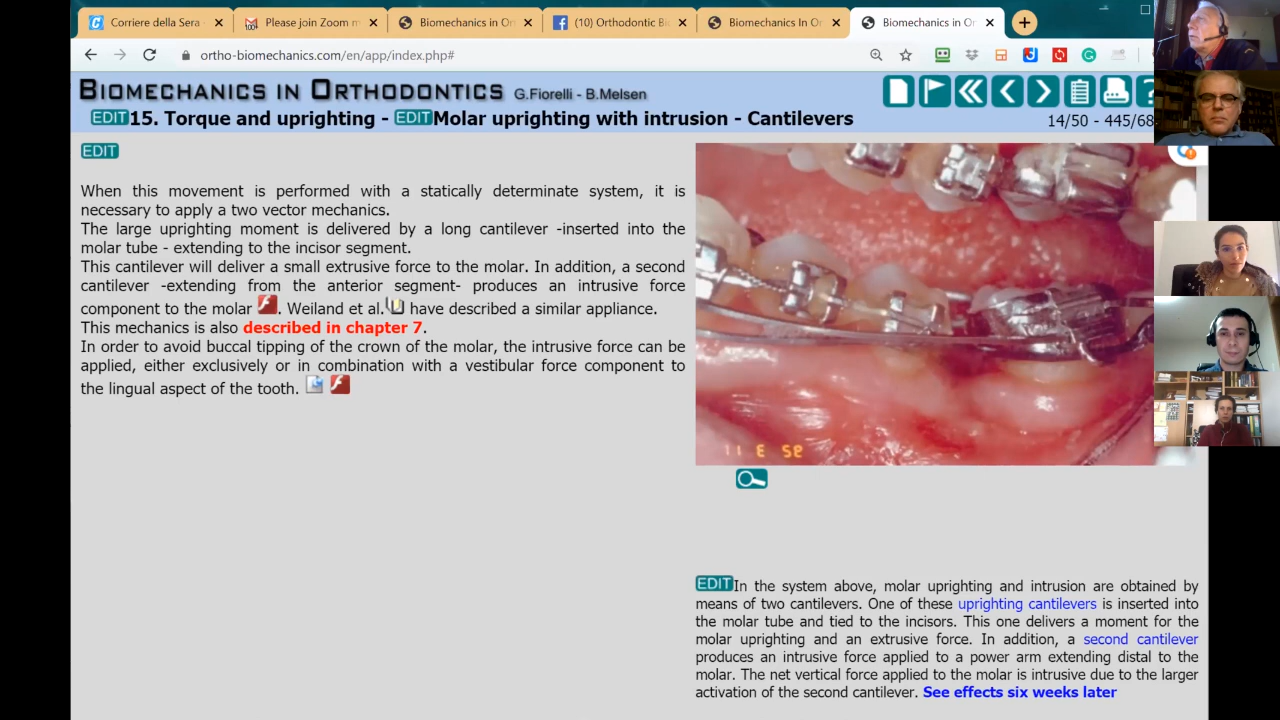 Corriere della Sera
Please join Zoom m
Biomechanics in Or
(10) Orthodontic Bi
Biomechanics In Or
Biomechanics in Or
ortho-biomechanics.com/en/app/index.php#
BIOMECHANICS IN ORTHODONTICS G.Fiorelli - B.Melsen
EDIT15. Torque and uprighting - EDITMolar uprighting with intrusion - Cantilevers
14/50 - 445/68
EDIT
When this movement is performed with a statically determinate system, it is
necessary to apply a two vector mechanics.
The large uprighting moment is delivered by a long cantilever -inserted into the
molar tube - extending to the incisor segment.
This cantilever will deliver a small extrusive force to the molar. In addition, a second
cantilever -extending from the anterior segment- produces an intrusive force
component to the molar . Weiland et al. have described a similar appliance.
This mechanics is also described in chapter 7.
In order to avoid buccal tipping of the crown of the molar, the intrusive force can be
applied, either exclusively or in combination with a vestibular force component to
the lingual aspect of the tooth.
EDITIn the system above, molar uprighting and intrusion are obtained by
means of two cantilevers. One of these uprighting cantilevers is inserted into
the molar tube and tied to the incisors. This one delivers a moment for the
molar uprighting and an extrusive force. In addition, a second cantilever
produces an intrusive force applied to a power arm extending distal to the
molar. The net vertical force applied to the molar is intrusive due to the larger
activation of the second cantilever. See effects six weeks later